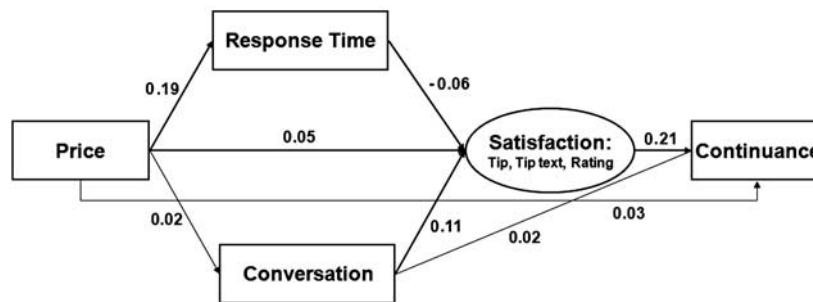 Response Time
0.19
-0.06
Price
0.05
Satisfaction:
Tip, Tip text, Rating
0.21
Continuance
0.02
0.11
0.02
0.03
Conversation